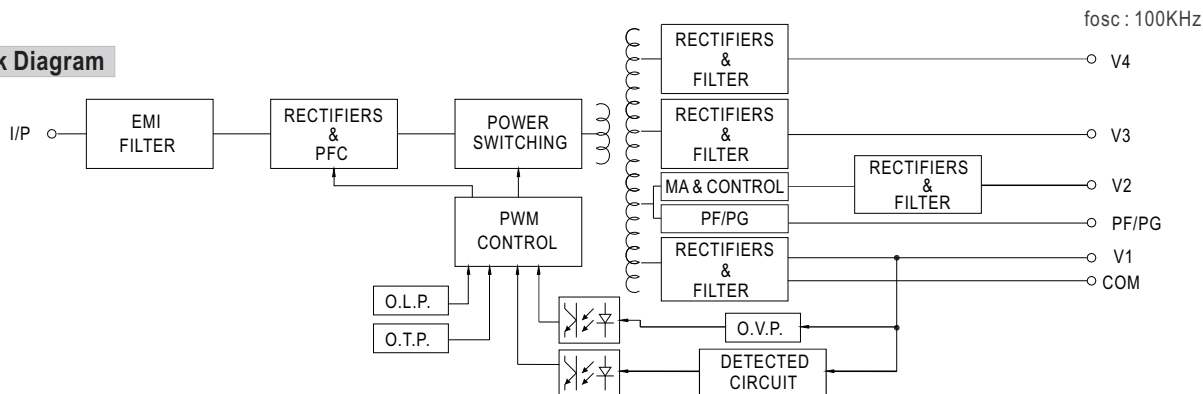 fosc : 100KHz
k Diagram
I/P
EMI
FILTER
RECTIFIERS
&
PFC
POWER
SWITCHING
RECTIFIERS
&
FILTER
V4
RECTIFIERS
&
FILTER
V3
MA & CONTROL
RECTIFIERS
&
FILTER
V2
PF/PG
PF/PG
PWM
CONTROL
RECTIFIERS
&
FILTER
V1
COM
O.L.P.
O.T.P.
O.V.P.
DETECTED
CIRCUIT